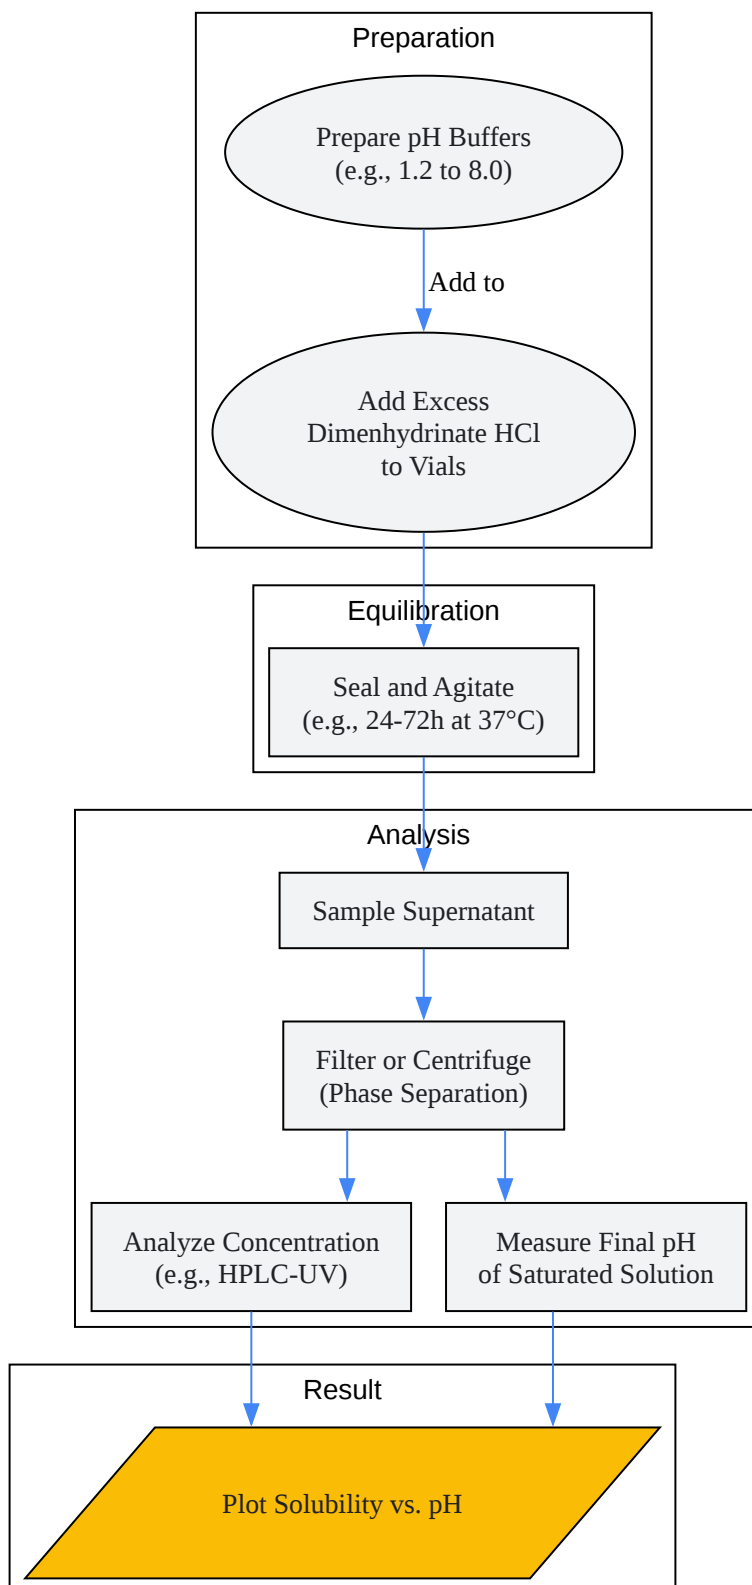 Preparation
Prepare pH Buffers
(e.g., 1.2 to 8.0)
Add to
Add Excess
Dimenhydrinate HCl
to Vials
Equilibration
Seal and Agitate
(e.g., 24-72h at 37°C)
Analysis
Sample Supernatant
Filter or Centrifuge
(Phase Separation)
Analyze Concentration
(e.g., HPLC-UV)
Measure Final pH
of Saturated Solution
Result
Plot Solubility vs. pH